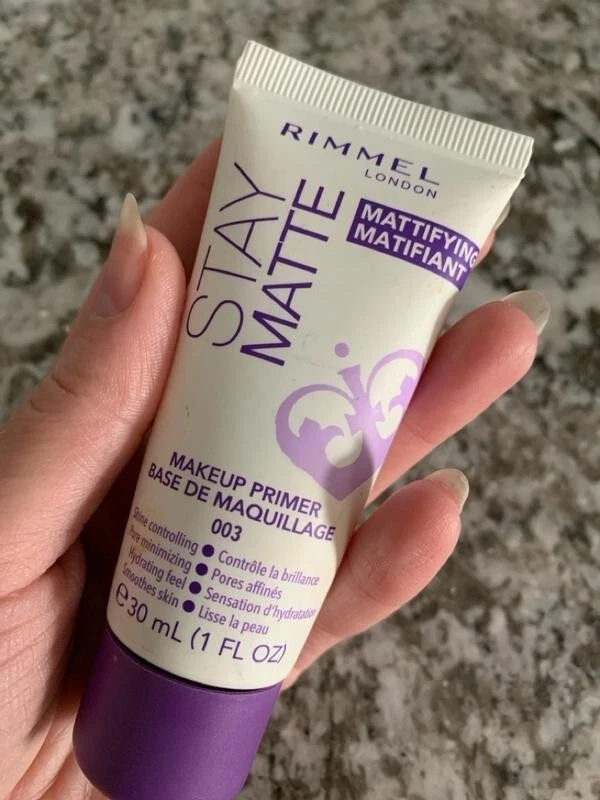 RIMMEL
LONDON
STAY
MATTE
MATTIFYING
MATIFIANT
MAKEUP PRIMER
BASE DE MAQUILLAGE
003
Shine controlling ● Contrôle la brillance
Pore minimizing ● Pores affinés
Hydrating feel ● Sensation d'hydratation
Smoothes skin ● Lisse la peau
℮30 mL (1 FL OZ)